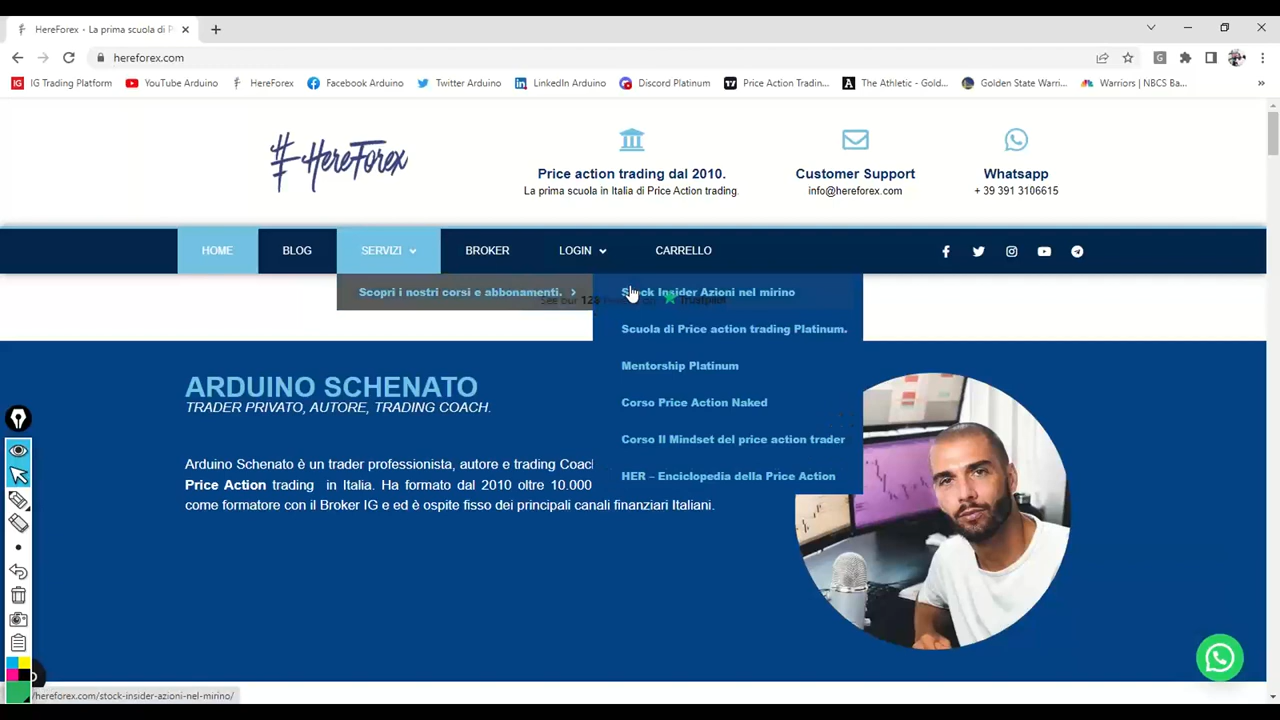 HereForex - La prima scuola di P
hereforex.com
IG Trading Platform
YouTube Arduino
HereForex
Facebook Arduino
Twitter Arduino
LinkedIn Arduino
Discord Platinum
Price Action Tradin...
The Athletic - Gold...
Golden State Warri...
Warriors | NBCS Ba...
#HereForex
Price action trading dal 2010.
La prima scuola in Italia di Price Action trading.
Customer Support
info@hereforex.com
Whatsapp
+ 39 391 3106615
HOME
BLOG
SERVIZI
BROKER
LOGIN
CARRELLO
Scopri i nostri corsi e abbonamenti.
See our
Trustpilot
Stock Insider Azioni nel mirino
Scuola di Price action trading Platinum.
Mentorship Platinum
Corso Price Action Naked
Corso Il Mindset del price action trader
HER – Enciclopedia della Price Action
ARDUINO SCHENATO
TRADER PRIVATO, AUTORE, TRADING COACH.
Arduino Schenato è un trader professionista, autore e trading Coach
Price Action trading in Italia. Ha formato dal 2010 oltre 10.000
come formatore con il Broker IG e ed è ospite fisso dei principali canali finanziari Italiani.
/hereforex.com/stock-insider-azioni-nel-mirino/